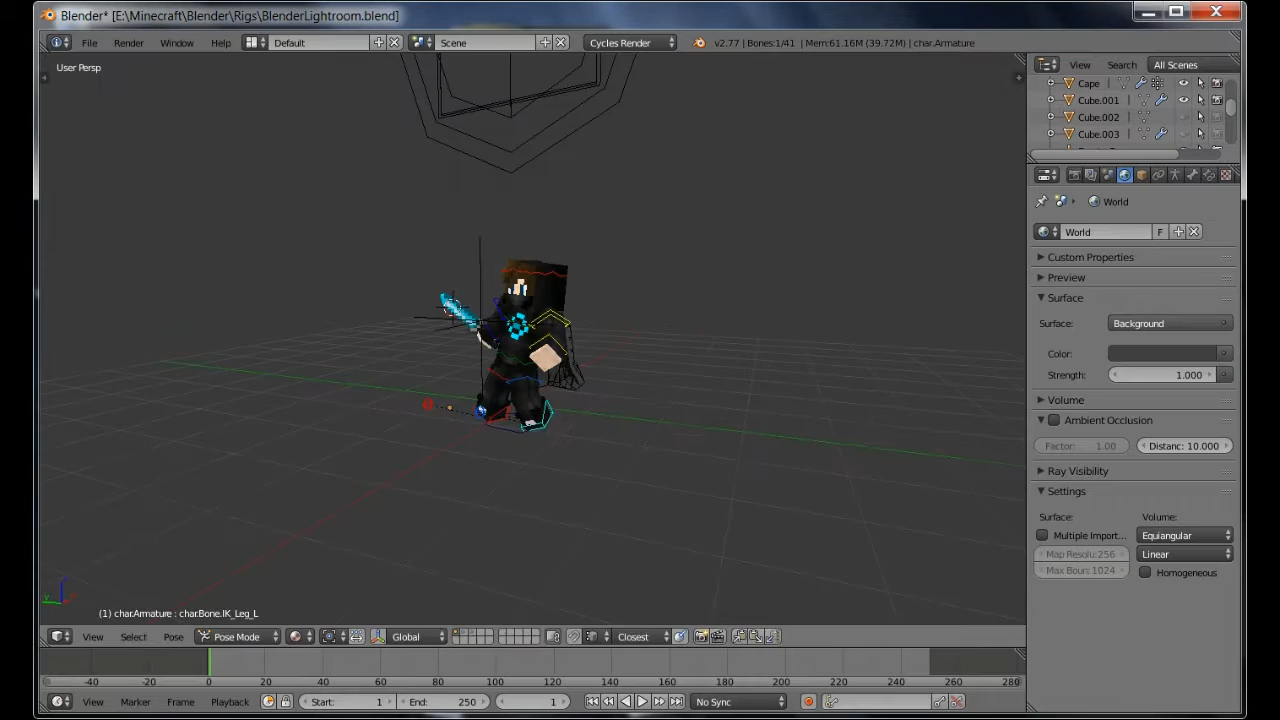 Blender* [E:\Minecraft\Blender\Rigs\BlenderLightroom.blend]
File Render Window Help Default Scene Cycles Render v2.77 | Bones:1/41 | Mem:61.16M (39.72M) | char.Armature
User Persp
View Search All Scenes
Cape
Cube.001
Cube.002
Cube.003
World
World F
Custom Properties
Preview
Surface
Surface: Background
Color:
Strength: 1.000
Volume
Ambient Occlusion
Factor: 1.00 Distanc: 10.000
Ray Visibility
Settings
Surface: Volume:
Multiple Import... Equiangular
Map Resolu:256 Linear
Max Boun: 1024 Homogeneous
(1) char.Armature : char.Bone.IK_Leg_L
View Select Pose Pose Mode Global Closest
-40 -20 0 20 40 60 80 100 120 140 160 180 200 220 240 260 280
View Marker Frame Playback Start: 1 End: 250 1 No Sync